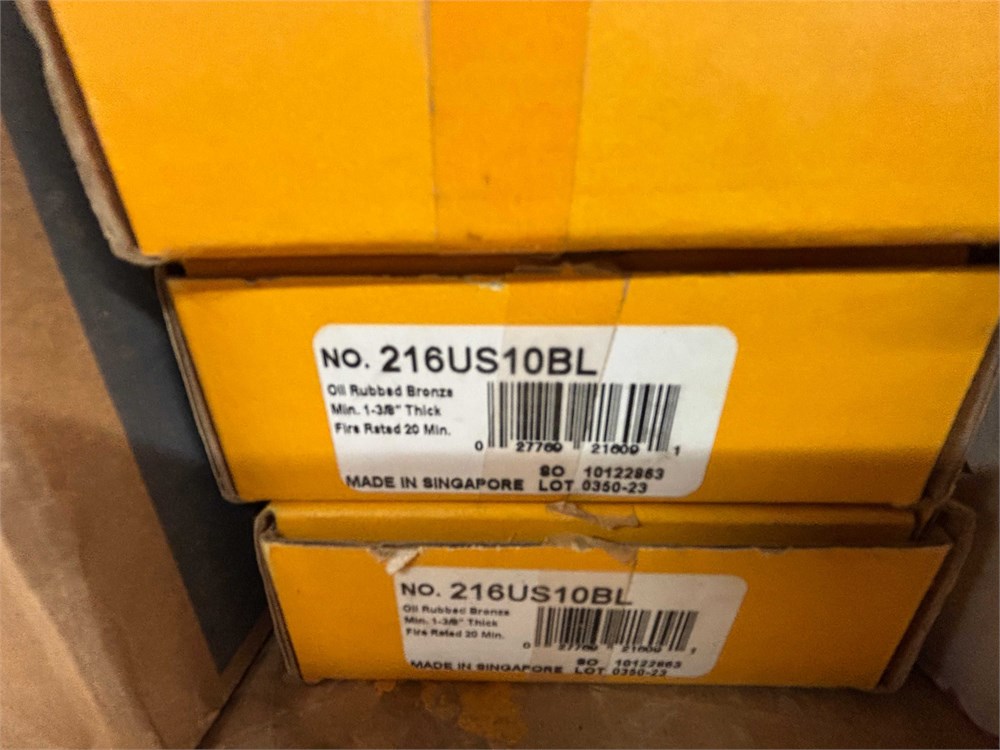 NO. 216US10BL
Oil Rubbed Bronze
Min. 1-3/8" Thick
Fire Rated 20 Min.
0 27760 21609 1
SO 10122863
MADE IN SINGAPORE LOT 0350-23
NO. 216US10BL
Oil Rubbed Bronze
Min. 1-3/8" Thick
Fire Rated 20 Min.
SO 10122863
MADE IN SINGAPORE LOT 0350-23